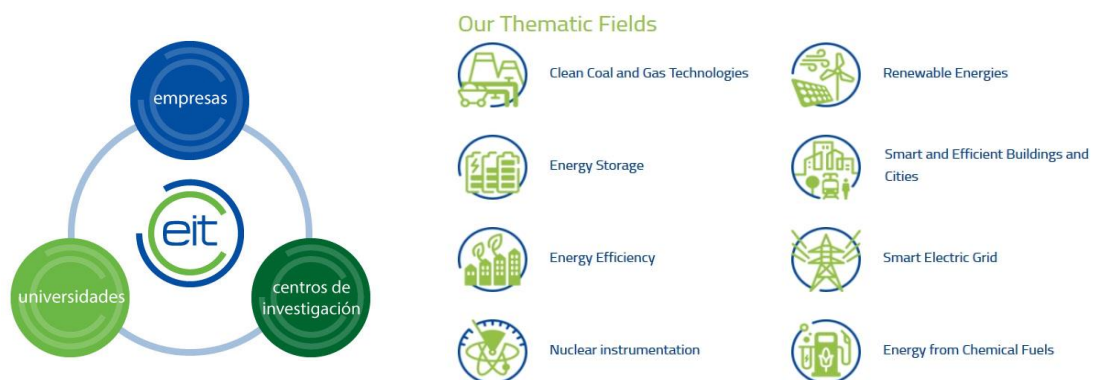 empresas
eit
universidades
centros de
investigación
Our Thematic Fields
Clean Coal and Gas Technologies
Renewable Energies
Energy Storage
Smart and Efficient Buildings and
Cities
Energy Efficiency
Smart Electric Grid
Nuclear instrumentation
Energy from Chemical Fuels